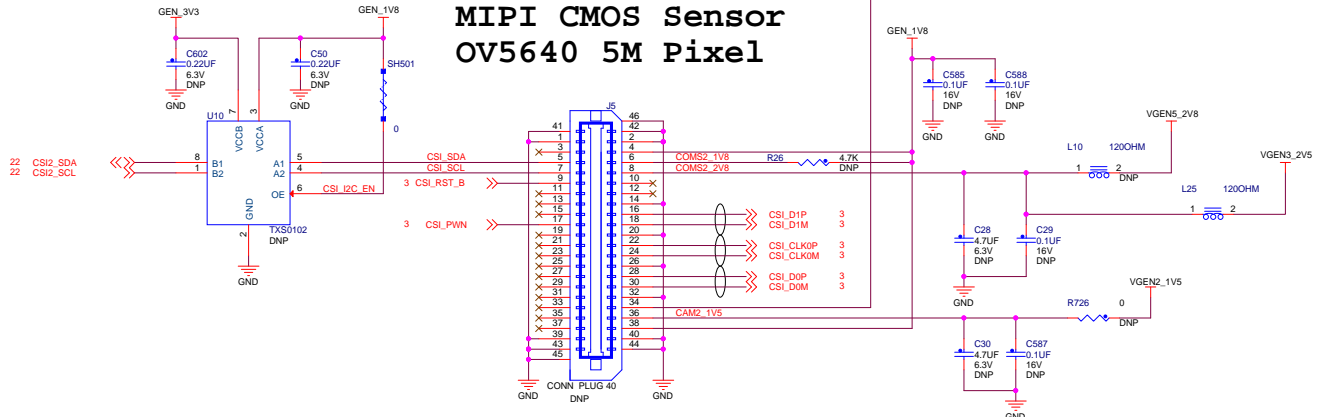 MIPI CMOS Sensor
OV5640 5M Pixel
GEN_3V3
GEN_1V8
C602
0.22UF
6.3V
DNP
GND
C50
0.22UF
6.3V
DNP
GND
SH501
0
U10
7
3
VCCB
VCCA
22 CSI2_SDA
22 CSI2_SCL
8 B1
1 B2
A1 5
A2 4
OE 6
CSI_I2C_EN
GND
TXS0102
DNP
2
GND
CSI_SDA
CSI_SCL
3 CSI_RST_B
3 CSI_PWN
J5
41
1
3
5
7
9
11
13
15
17
19
21
23
25
27
29
31
33
35
37
39
43
45
46
42
2
4
6
8
10
12
14
16
18
20
22
24
26
28
30
32
34
36
38
40
44
CONN PLUG 40
DNP
GND
GND
COMS2_1V8
COMS2_2V8
R26
4.7K
DNP
CSI_D1P 3
CSI_D1M 3
CSI_CLK0P 3
CSI_CLK0M 3
CSI_D0P 3
CSI_D0M 3
CAM2_1V5
GEN_1V8
C585
0.1UF
16V
DNP
GND
C588
0.1UF
16V
DNP
GND
VGEN5_2V8
L10
120OHM
1
2
DNP
VGEN3_2V5
L25
120OHM
1
2
C28
4.7UF
6.3V
DNP
C29
0.1UF
16V
DNP
GND
VGEN2_1V5
R726
0
DNP
C30
4.7UF
6.3V
DNP
C587
0.1UF
16V
DNP
GND